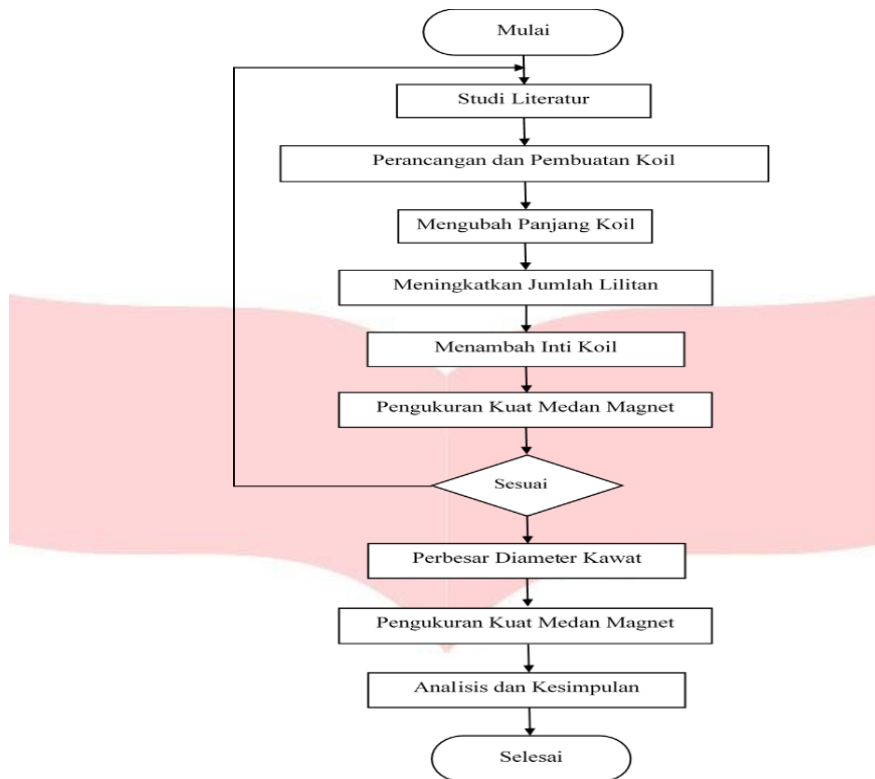 Mulai
Studi Literatur
Perancangan dan Pembuatan Koil
Mengubah Panjang Koil
Meningkatkan Jumlah Lilitan
Menambah Inti Koil
Pengukuran Kuat Medan Magnet
Sesuai
Perbesar Diameter Kawat
Pengukuran Kuat Medan Magnet
Analisis dan Kesimpulan
Selesai